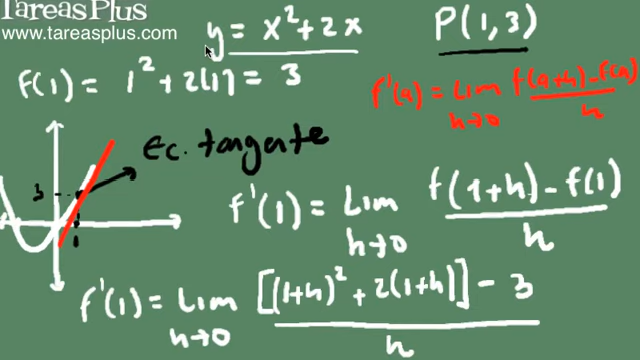 TareasPlus
www.tareasplus.com
y = x² + 2x
P(1,3)
f(1) = 1² + 2(1) = 3
f'(a) = Lim h→0 f(a+h) - f(a) / h
Ec. tangente
3
1
f'(1) = Lim h→0 f(1+h) - f(1) / h
f'(1) = Lim h→0 [(1+h)² + 2(1+h)] - 3 / h